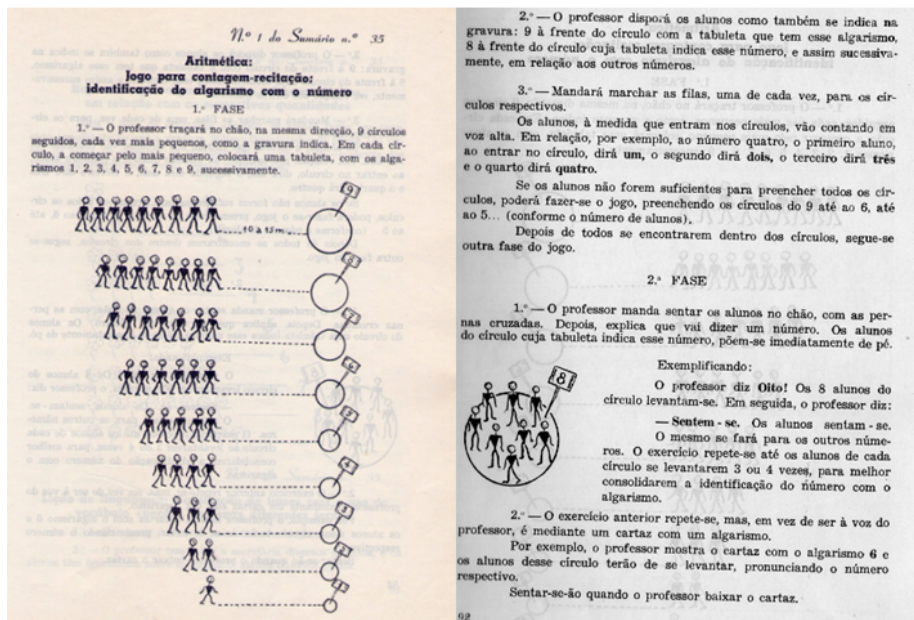 N.º 1 do Sumário n.º 35
Aritmética:
Jogo para contagem-recitação:
identificação do algarismo com o número
1.ª FASE
1.º — O professor traçará no chão, na mesma direcção, 9 círculos
seguidos, cada vez mais pequenos, como a gravura indica. Em cada cír-
culo, a começar pelo mais pequeno, colocará uma tabuleta, com os alga-
rismos 1, 2, 3, 4, 5, 6, 7, 8 e 9, sucessivamente.
9
10 a 15 m
8
7
6
5
4
3
2
1
2.º — O professor disporá os alunos como também se indica na
gravura: 9 à frente do círculo com a tabuleta que tem esse algarismo,
8 à frente do círculo cuja tabuleta indica esse número, e assim sucessiva-
mente, em relação aos outros números.
3.º — Mandará marchar as filas, uma de cada vez, para os cír-
culos respectivos.
Os alunos, à medida que entram nos círculos, vão contando em
voz alta. Em relação, por exemplo, ao número quatro, o primeiro aluno,
ao entrar no círculo, dirá um, o segundo dirá dois, o terceiro dirá três
e o quarto dirá quatro.
Se os alunos não forem suficientes para preencher todos os cír-
culos, poderá fazer-se o jogo, preenchendo os círculos do 9 até ao 6, até
ao 5... (conforme o número de alunos).
Depois de todos se encontrarem dentro dos círculos, segue-se
outra fase do jogo.
2.ª FASE
1.º — O professor manda sentar os alunos no chão, com as per-
nas cruzadas. Depois, explica que vai dizer um número. Os alunos
do círculo cuja tabuleta indica esse número, põem-se imediatamente de pé.
Exemplificando:
8
O professor diz Oito! Os 8 alunos do
círculo levantam-se. Em seguida, o professor diz:
— Sentem-se. Os alunos sentam-se.
O mesmo se fará para os outros núme-
ros. O exercício repete-se até os alunos de cada
círculo se levantarem 3 ou 4 vezes, para melhor
consolidarem a identificação do número com o
algarismo.
2.º — O exercício anterior repete-se, mas, em vez de ser à voz do
professor, é mediante um cartaz com um algarismo.
Por exemplo, o professor mostra o cartaz com o algarismo 6 e
os alunos desse círculo terão de se levantar, pronunciando o número
respectivo.
Sentar-se-ão quando o professor baixar o cartaz.
92